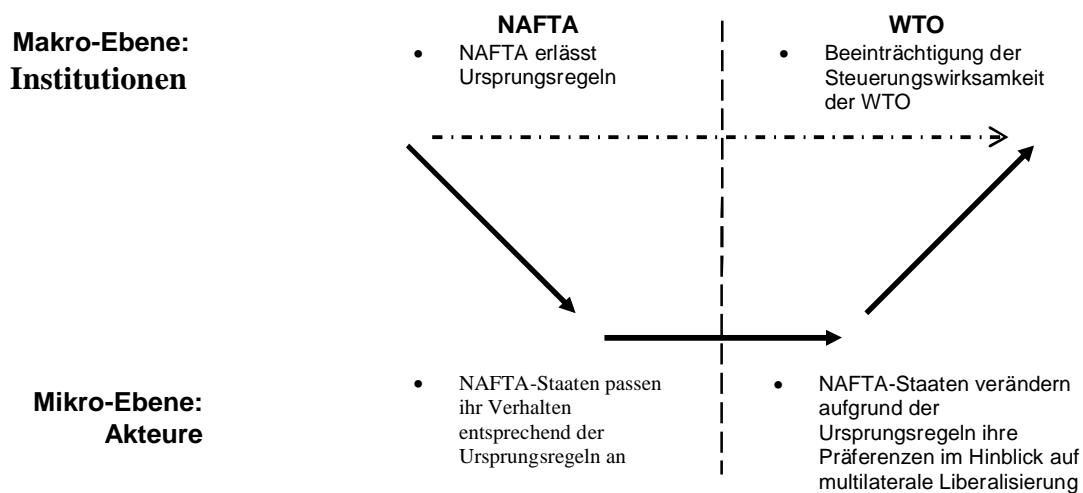 Makro-Ebene:
Institutionen
NAFTA
• NAFTA erlässt
Ursprungsregeln
WTO
• Beeinträchtigung der
Steuerungswirksamkeit
der WTO
Mikro-Ebene:
Akteure
• NAFTA-Staaten passen
ihr Verhalten
entsprechend der
Ursprungsregeln an
• NAFTA-Staaten verändern
aufgrund der
Ursprungsregeln ihre
Präferenzen im Hinblick auf
multilaterale Liberalisierung